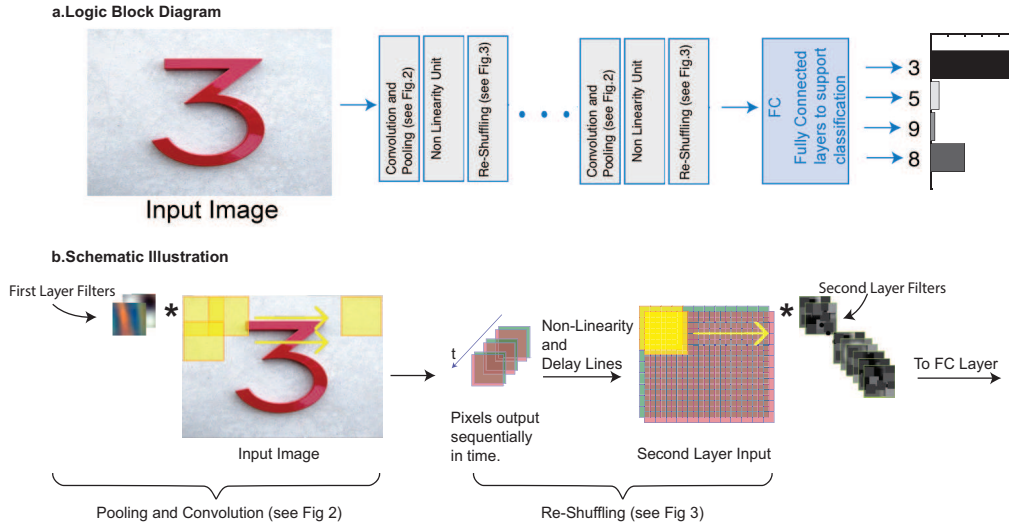 a.Logic Block Diagram
3
Input Image
Convolution and
Pooling (see Fig.2)
Non Linearity Unit
Re-Shuffling (see Fig.3)
Convolution and
Pooling (see Fig.2)
Non Linearity Unit
Re-Shuffling (see Fig.3)
FC
Fully Connected
layers to support
classification
3
5
9
8
b.Schematic Illustration
First Layer Filters
*
3
Input Image
t
Pixels output
sequentially
in time.
Non-Linearity
and
Delay Lines
Second Layer Input
*
Second Layer Filters
To FC Layer
Pooling and Convolution (see Fig 2)
Re-Shuffling (see Fig 3)